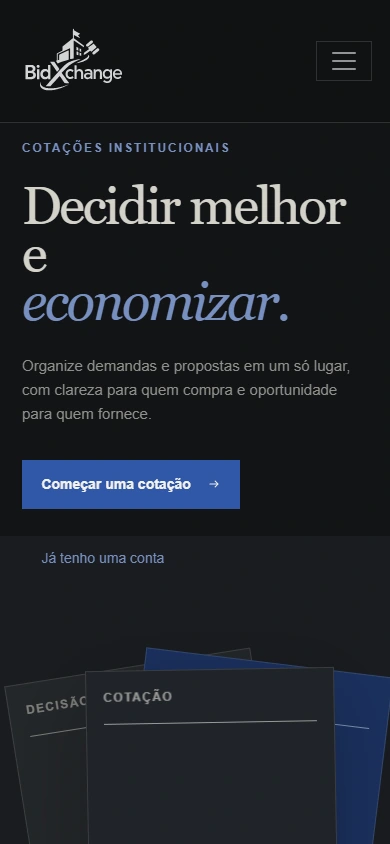 BidXchange
COTAÇÕES INSTITUCIONAIS
Decidir melhor
e
economizar.
Organize demandas e propostas em um só lugar,
com clareza para quem compra e oportunidade
para quem fornece.
Começar uma cotação →
Já tenho uma conta
COTAÇÃO